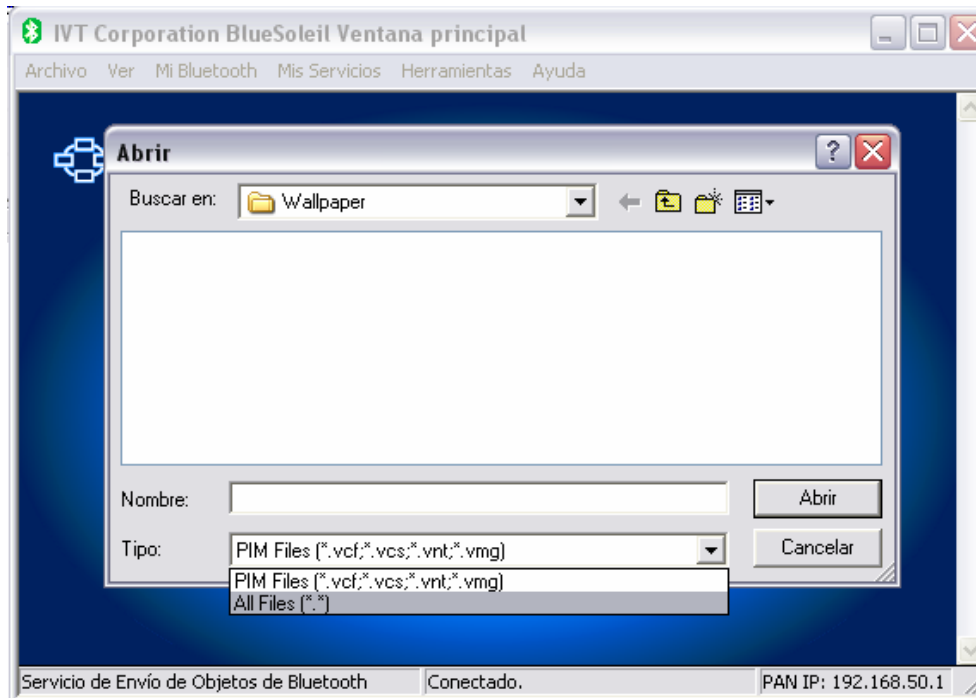 IVT Corporation BlueSoleil Ventana principal
Archivo Ver Mi Bluetooth Mis Servicios Herramientas Ayuda
Abrir
Buscar en: Wallpaper
Nombre:
Abrir
Tipo: PIM Files (*.vcf;*.vcs;*.vnt;*.vmg)
Cancelar
PIM Files (*.vcf;*.vcs;*.vnt;*.vmg)
All Files (*.*)
Servicio de Envío de Objetos de Bluetooth Conectado. PAN IP: 192.168.50.1